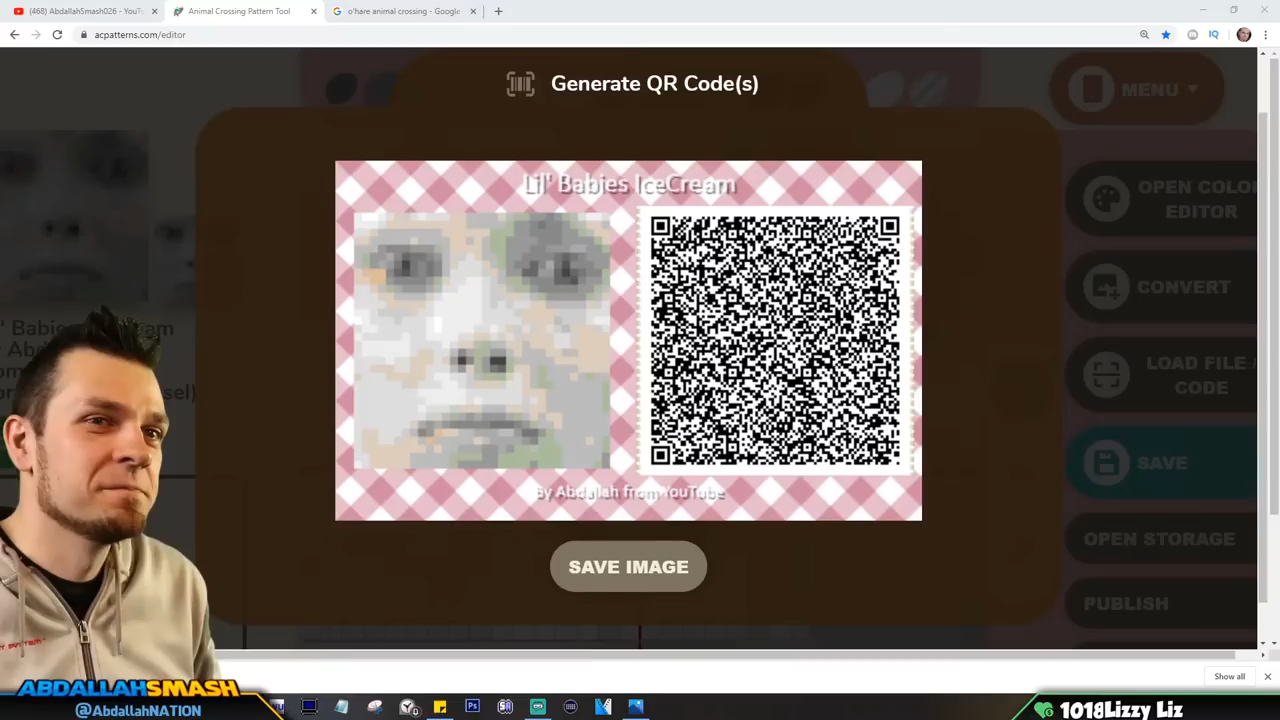 (468) AbdallahSmash026 - YouT
Animal Crossing Pattern Tool
o'hare animal crossing - Google
acpatterns.com/editor
Generate QR Code(s)
MENU
Lil' Babies IceCream
OPEN COLO
EDITOR
CONVERT
LOAD FILE /
CODE
SAVE
By Abdallah from YouTube
OPEN STORAGE
SAVE IMAGE
PUBLISH
Show all
ABDALLAHSMASH
@AbdallahNATION
1018Lizzy Liz